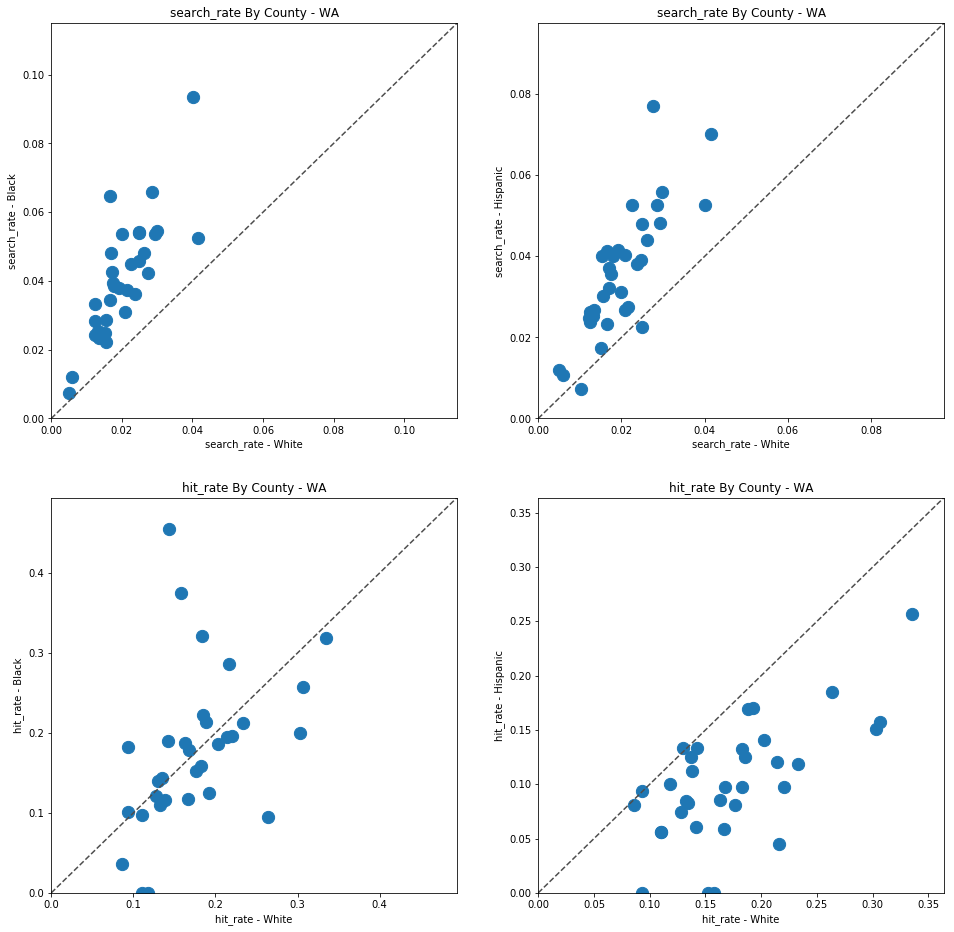 search_rate By County - WA
search_rate - Black
0.10
0.08
0.06
0.04
0.02
0.00
0.00 0.02 0.04 0.06 0.08 0.10
search_rate - White
search_rate By County - WA
search_rate - Hispanic
0.08
0.06
0.04
0.02
0.00
0.00 0.02 0.04 0.06 0.08
search_rate - White
hit_rate By County - WA
hit_rate - Black
0.4
0.3
0.2
0.1
0.0
0.0 0.1 0.2 0.3 0.4
hit_rate - White
hit_rate By County - WA
hit_rate - Hispanic
0.35
0.30
0.25
0.20
0.15
0.10
0.05
0.00
0.00 0.05 0.10 0.15 0.20 0.25 0.30 0.35
hit_rate - White